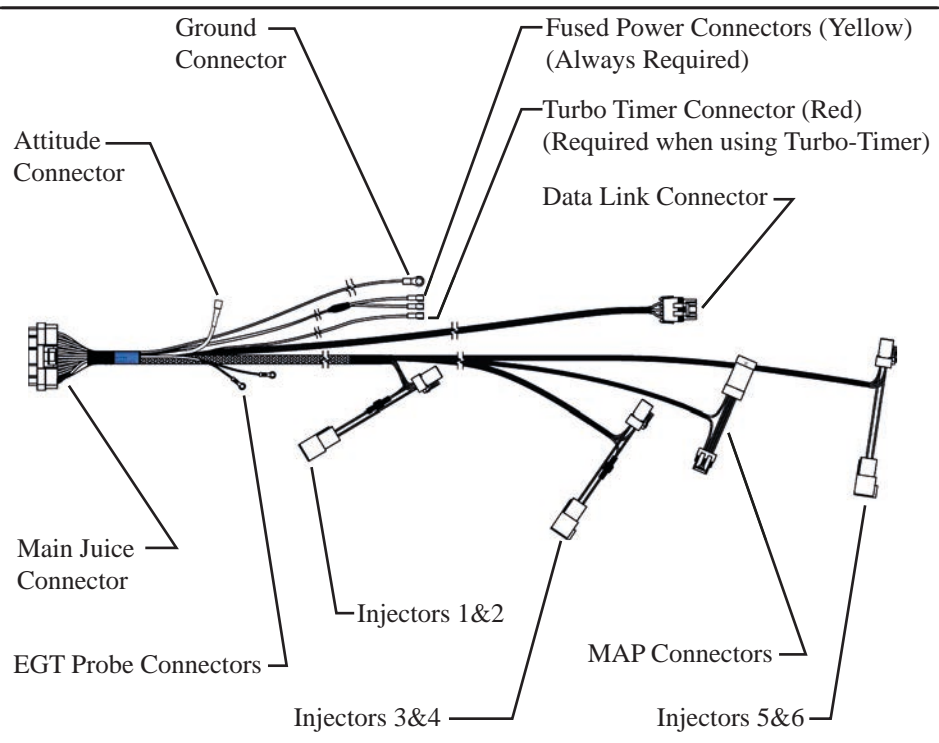 Ground
Connector
Fused Power Connectors (Yellow)
(Always Required)
Turbo Timer Connector (Red)
(Required when using Turbo-Timer)
Attitude
Connector
Data Link Connector
Main Juice
Connector
Injectors 1&2
EGT Probe Connectors
MAP Connectors
Injectors 3&4
Injectors 5&6